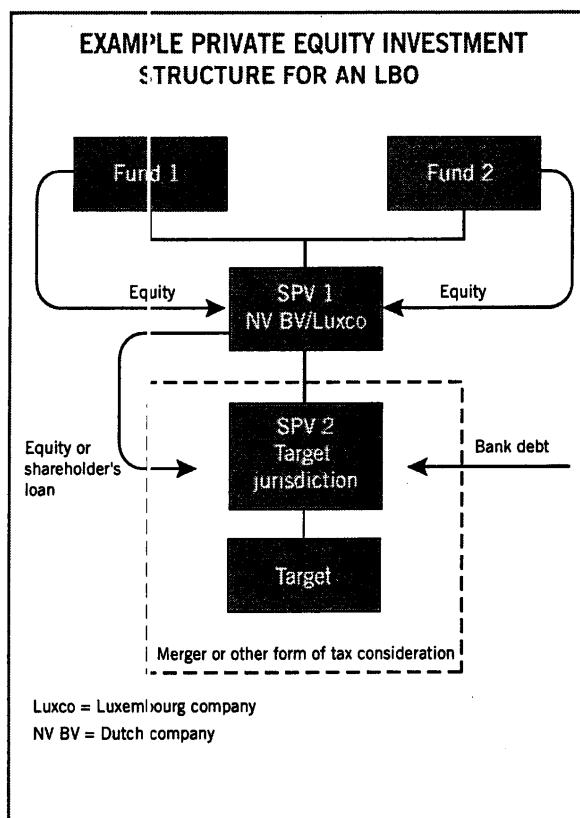 EXAMPLE PRIVATE EQUITY INVESTMENT
STRUCTURE FOR AN LBO
Fund 1
Fund 2
Equity
SPV 1
NV BV/Luxco
Equity
Equity or
shareholder's
loan
SPV 2
Target
jurisdiction
Bank debt
Target
Merger or other form of tax consideration
Luxco = Luxembourg company
NV BV = Dutch company